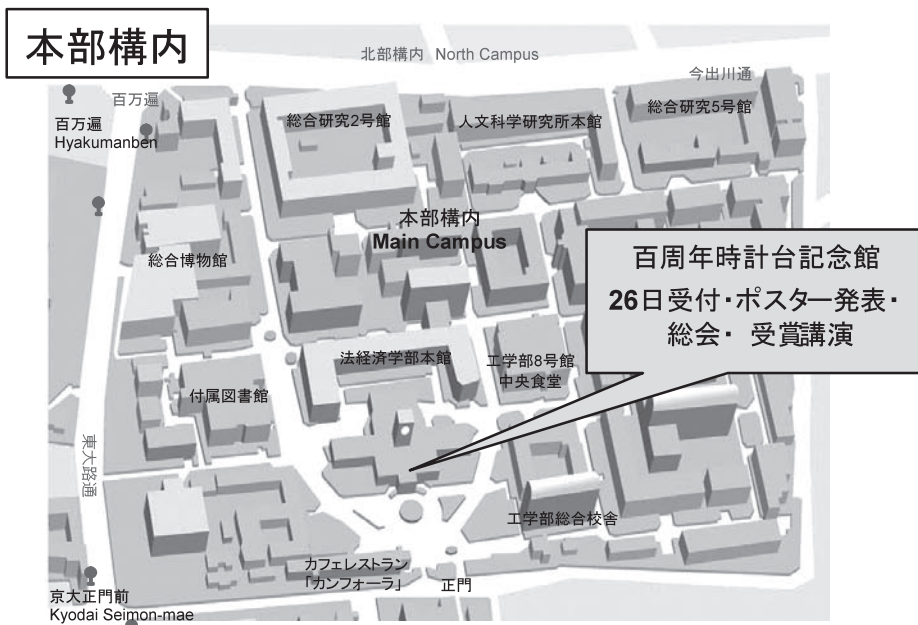 本部構内
北部構内 North Campus
今出川通
百万遍
百万遍
Hyakumanben
総合研究2号館
人文科学研究所本館
総合研究5号館
本部構内
Main Campus
総合博物館
百周年時計台記念館
26日受付・ポスター発表・
総会・ 受賞講演
法経済学部本館
工学部8号館
中央食堂
付属図書館
東大路通
工学部総合校舎
カフェレストラン
「カンフォーラ」
正門
京大正門前
Kyodai Seimon-mae